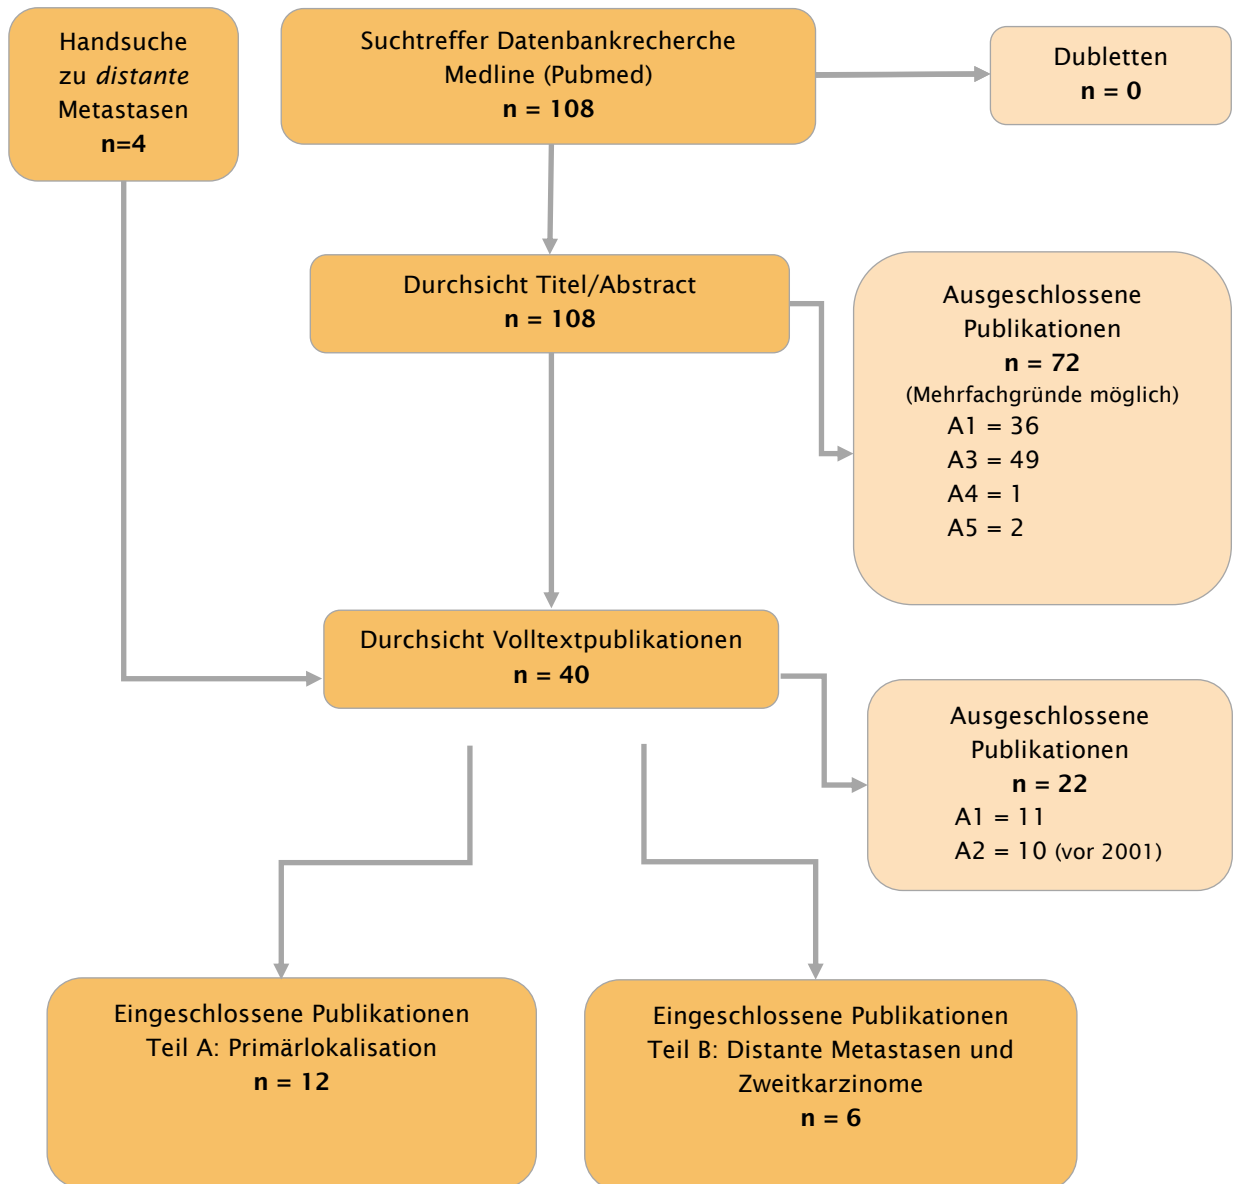 Handsuche
zu distante
Metastasen
n=4
Suchtreffer Datenbankrecherche
Medline (Pubmed)
n = 108
Dubletten
n = 0
Durchsicht Titel/Abstract
n = 108
Ausgeschlossene
Publikationen
n = 72
(Mehrfachgründe möglich)
A1 = 36
A3 = 49
A4 = 1
A5 = 2
Durchsicht Volltextpublikationen
n = 40
Ausgeschlossene
Publikationen
n = 22
A1 = 11
A2 = 10 (vor 2001)
Eingeschlossene Publikationen
Teil A: Primärlokalisation
n = 12
Eingeschlossene Publikationen
Teil B: Distante Metastasen und
Zweitkarzinome
n = 6